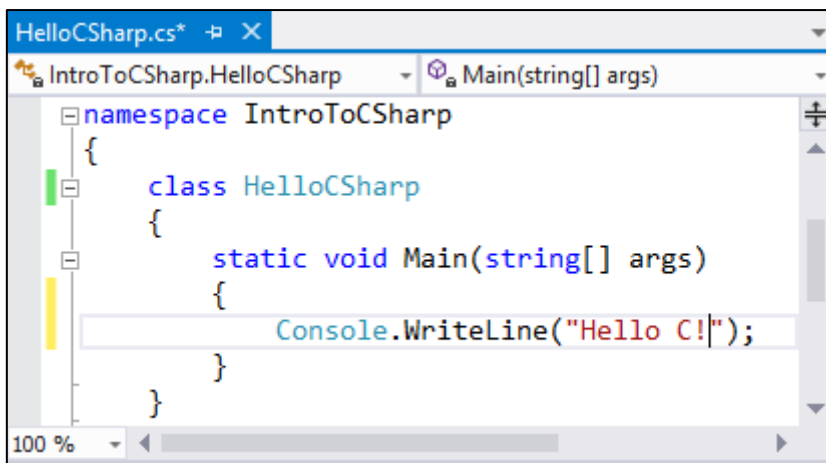 HelloCSharp.cs*
IntroToCSharp.HelloCSharp Main(string[] args)
namespace IntroToCSharp
{
class HelloCSharp
{
static void Main(string[] args)
{
Console.WriteLine("Hello C!");
}
}
100 %